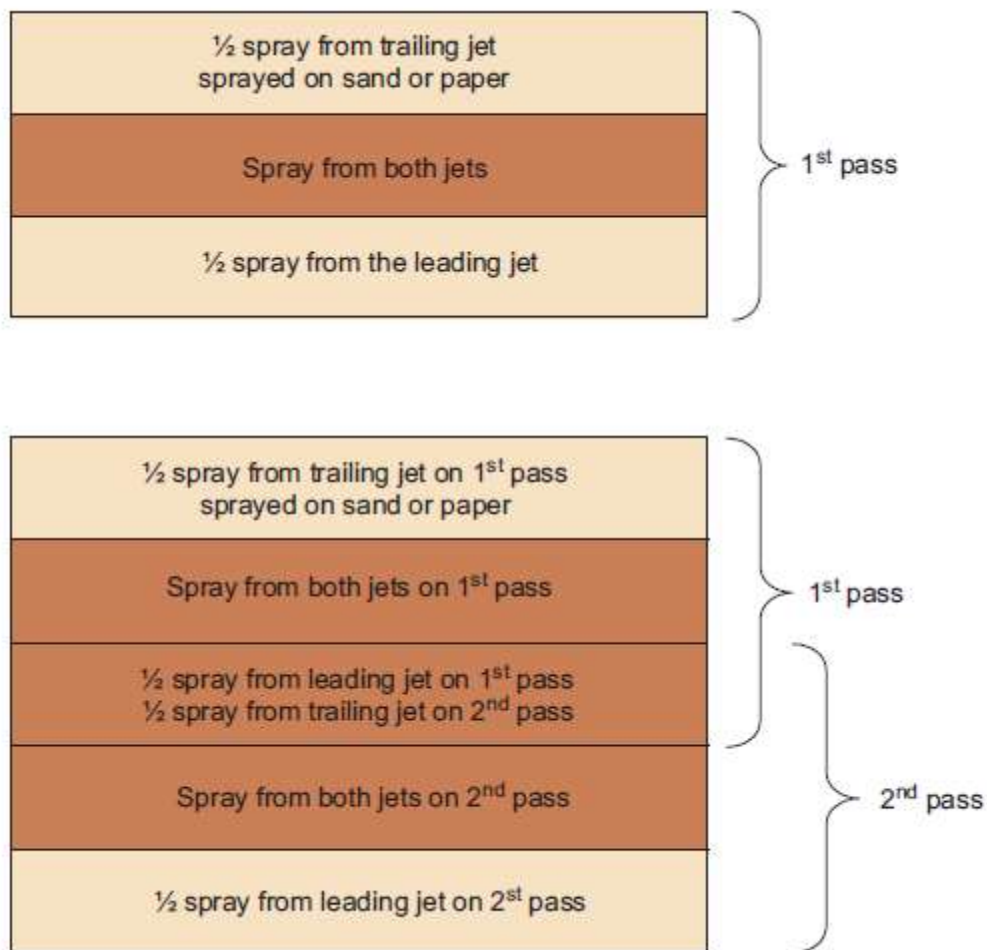 ½ spray from trailing jet
sprayed on sand or paper
Spray from both jets
1st pass
½ spray from the leading jet
½ spray from trailing jet on 1st pass
sprayed on sand or paper
Spray from both jets on 1st pass
1st pass
½ spray from leading jet on 1st pass
½ spray from trailing jet on 2nd pass
Spray from both jets on 2nd pass
2nd pass
½ spray from leading jet on 2st pass